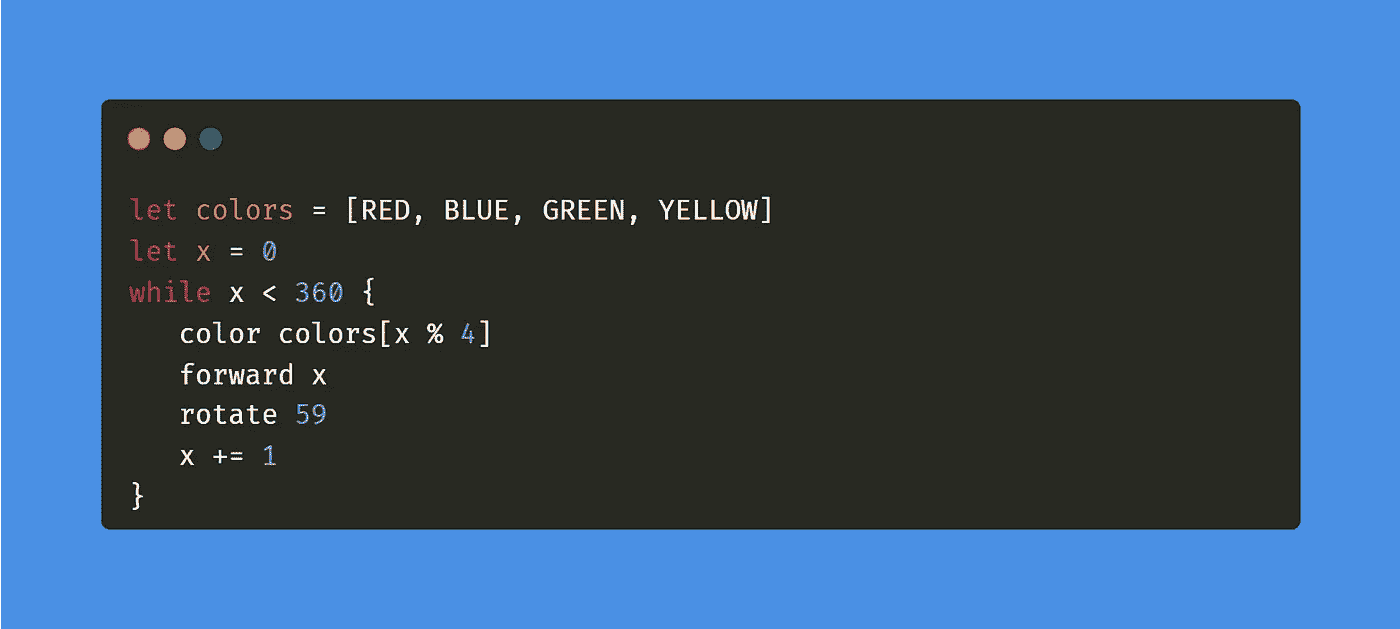 let colors = [RED, BLUE, GREEN, YELLOW]
let x = 0
while x < 360 {
   color colors[x % 4]
   forward x
   rotate 59
   x += 1
}